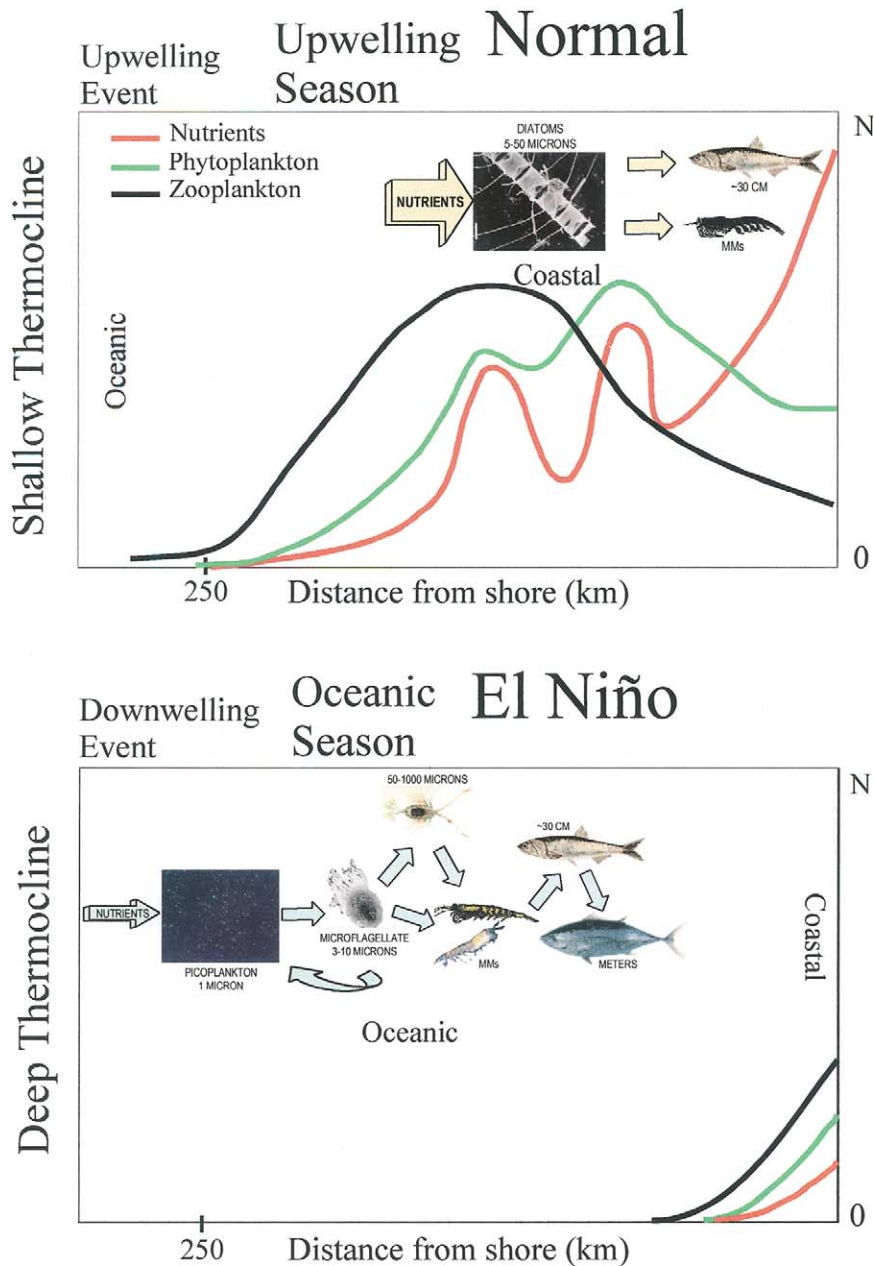 Upwelling Event
Upwelling Season
Normal
Shallow Thermocline
Nutrients
Phytoplankton
Zooplankton
NUTRIENTS
DIATOMS
5-50 MICRONS
~30 CM
MMs
Coastal
Oceanic
N
0
250
Distance from shore (km)
Downwelling Event
Oceanic Season
El Niño
Deep Thermocline
NUTRIENTS
PICOPLANKTON
1 MICRON
MICROFLAGELLATE
3-10 MICRONS
50-1000 MICRONS
MMs
~30 CM
METERS
Oceanic
Coastal
N
0
250
Distance from shore (km)